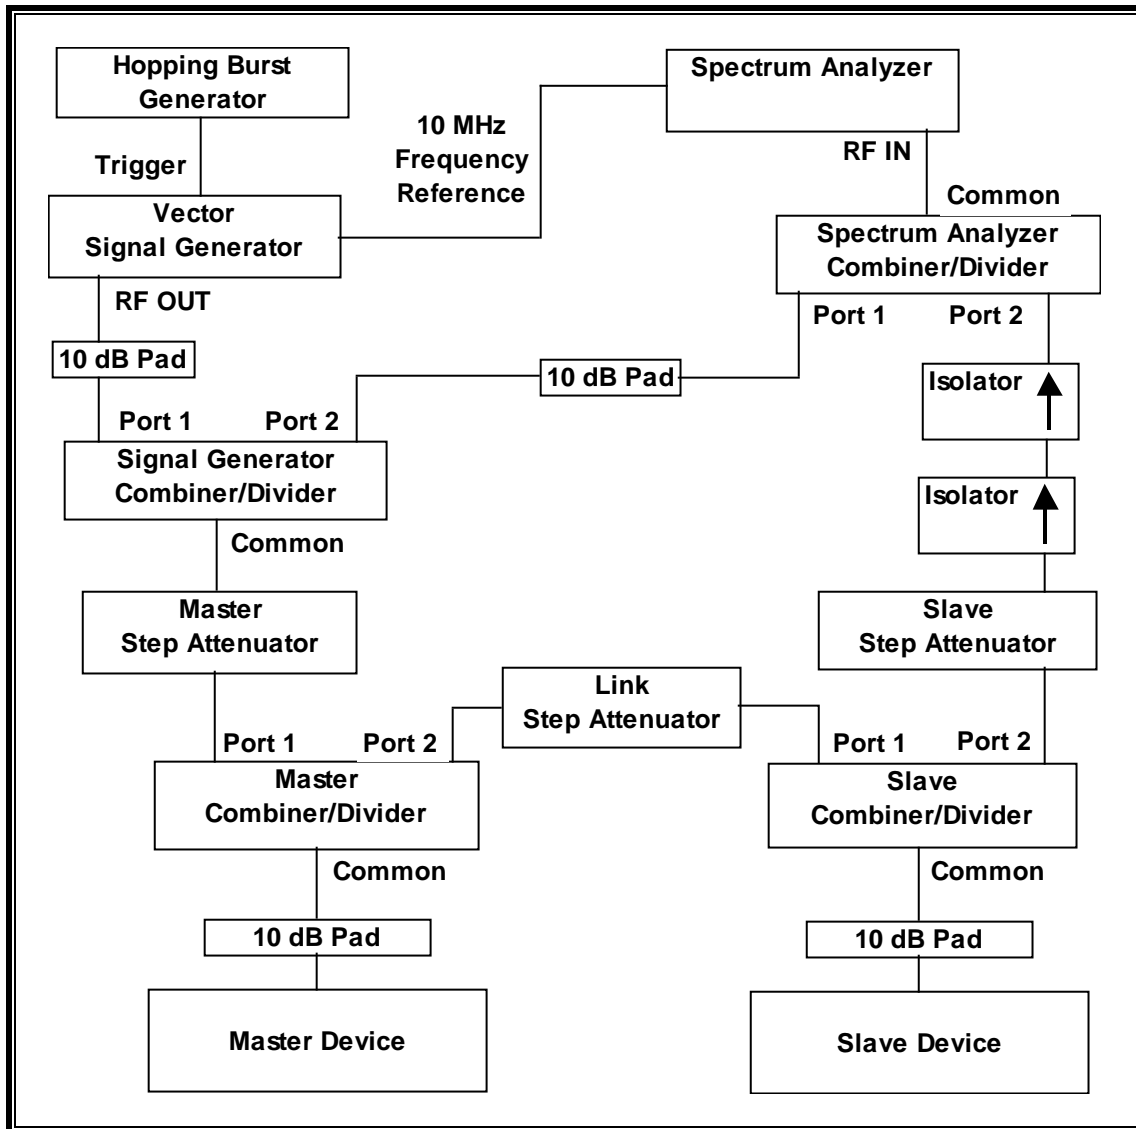 Hopping Burst
Generator
Spectrum Analyzer
10 MHz
Frequency
Reference
RF IN
Trigger
Common
Vector
Signal Generator
Spectrum Analyzer
Combiner/Divider
RF OUT
Port 1
Port 2
10 dB Pad
10 dB Pad
Isolator
Port 1
Port 2
Signal Generator
Combiner/Divider
Isolator
Common
Master
Step Attenuator
Slave
Step Attenuator
Link
Step Attenuator
Port 1
Port 2
Port 1
Port 2
Master
Combiner/Divider
Slave
Combiner/Divider
Common
Common
10 dB Pad
10 dB Pad
Master Device
Slave Device